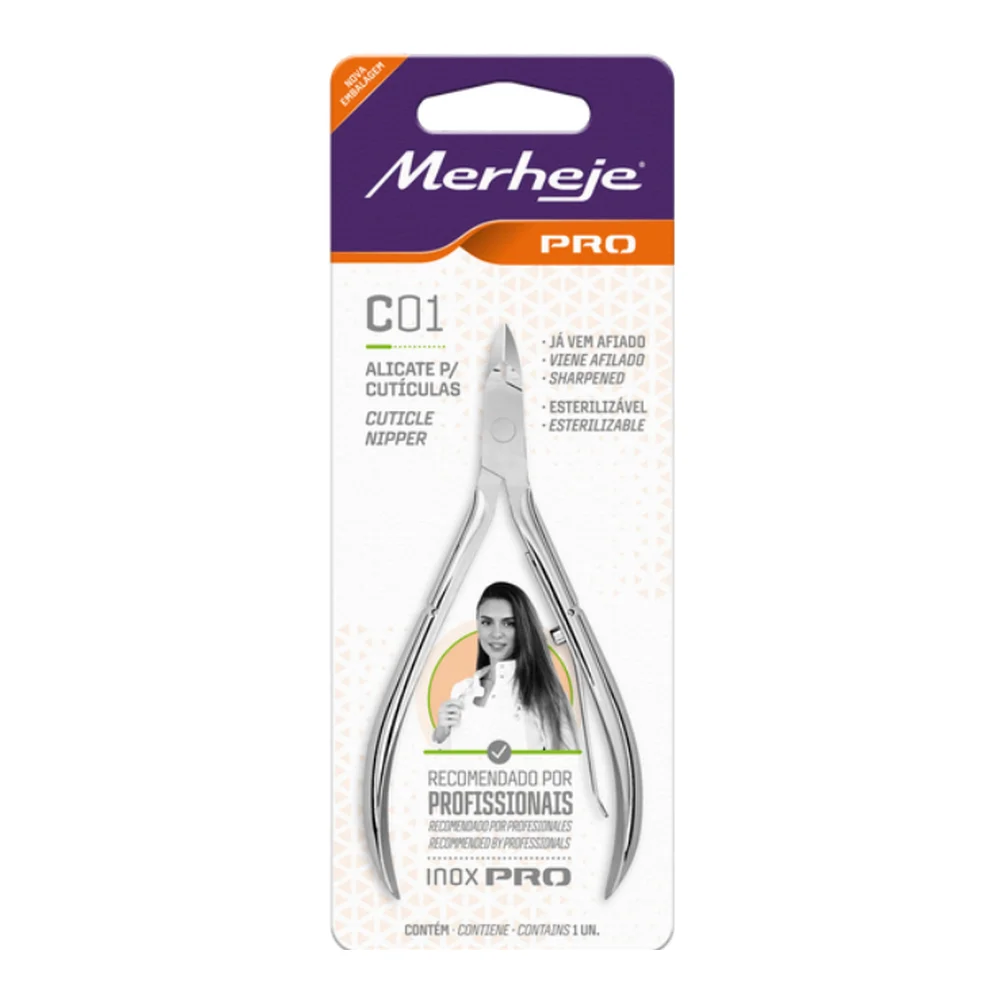 NOVA
EMBALAGEM
Merheje®
PRO
C01
ALICATE P/
CUTÍCULAS
CUTICLE
NIPPER
· JÁ VEM AFIADO
· VIENE AFILADO
· SHARPENED
· ESTERILIZÁVEL
· ESTERILIZABLE
RECOMENDADO POR
PROFISSIONAIS
RECOMENDADO POR PROFESIONALES
RECOMMENDED BY PROFESSIONALS
INOX PRO
CONTÉM · CONTIENE · CONTAINS 1 UN.